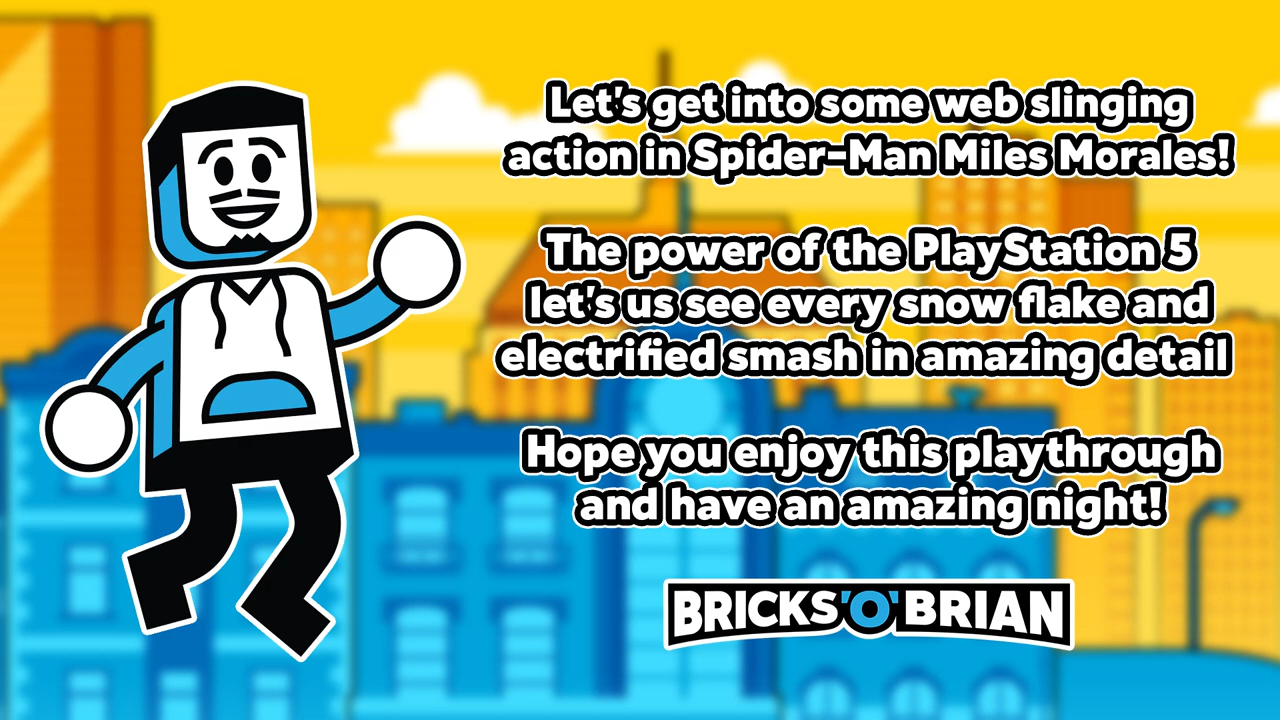 Let's get into some web slinging
action in Spider-Man Miles Morales!
The power of the PlayStation 5
let's us see every snow flake and
electrified smash in amazing detail
Hope you enjoy this playthrough
and have an amazing night!
BRICKS'O'BRIAN